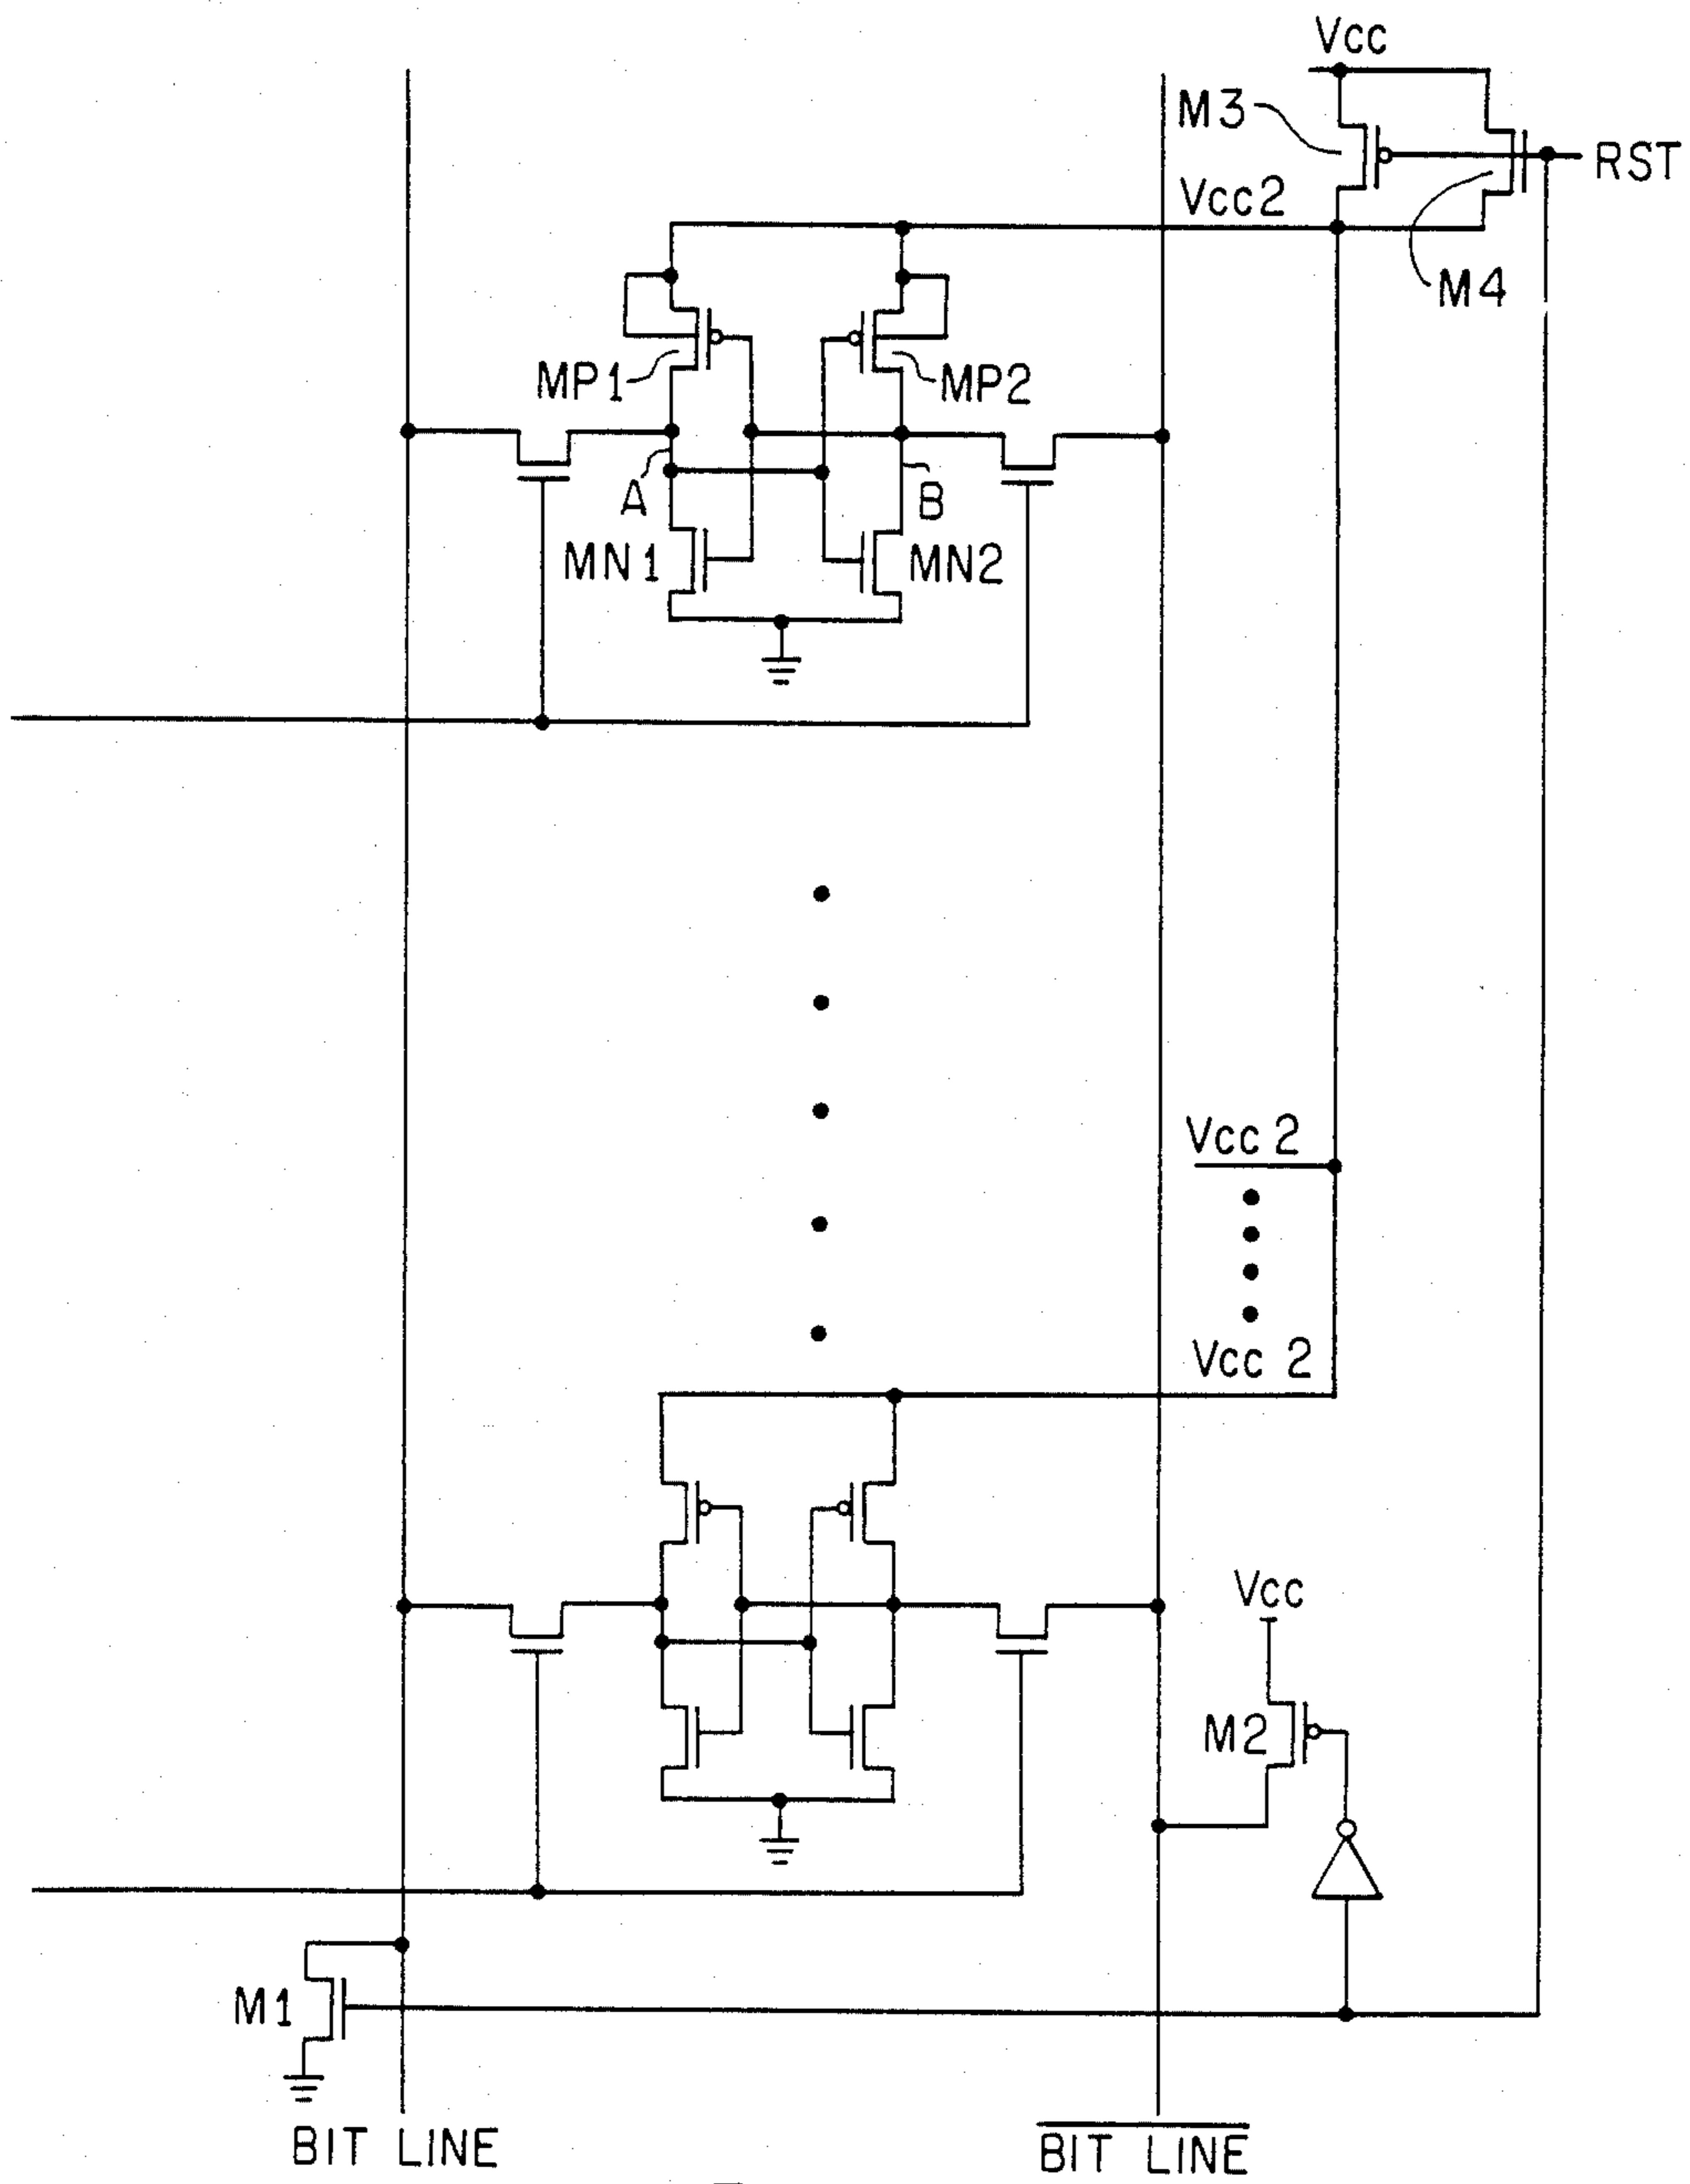 Vcc
M3
RST
Vcc2
M4
MP1
MP2
A
B
MN1
MN2
Vcc 2
Vcc 2
Vcc
M2
M1
BIT LINE
BIT LINE